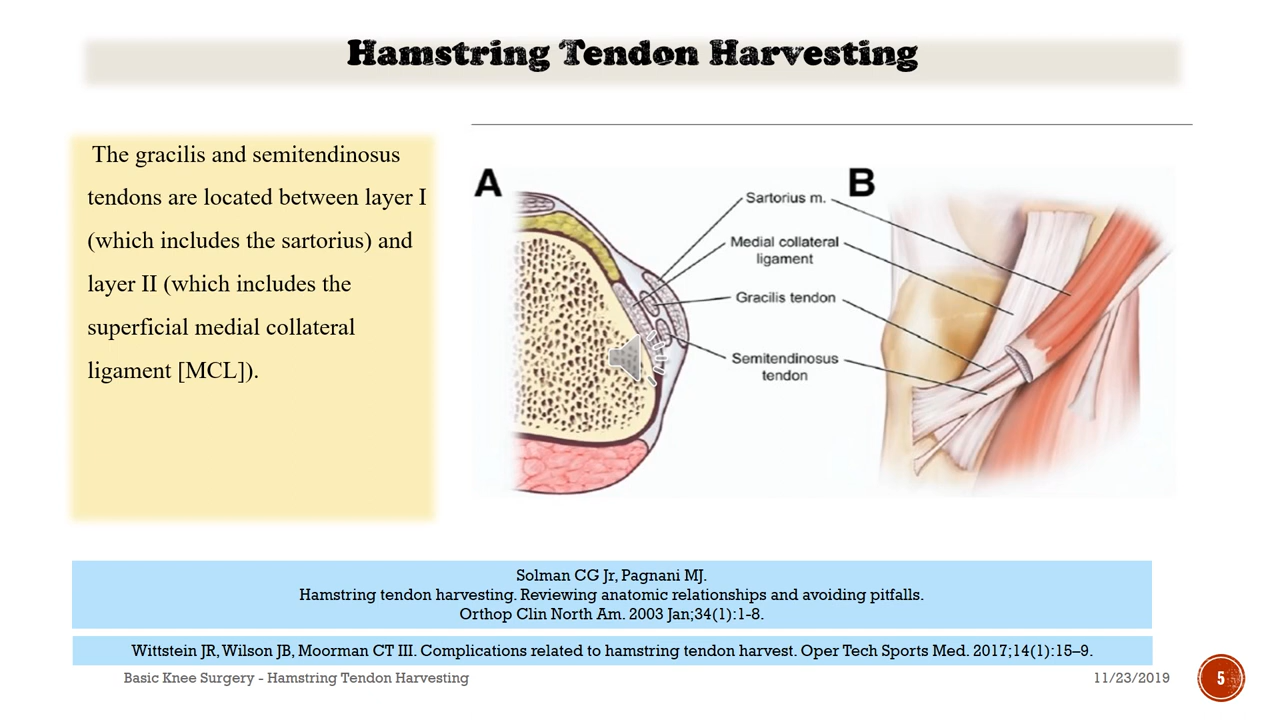 Hamstring Tendon Harvesting
The gracilis and semitendinosus
tendons are located between layer I
(which includes the sartorius) and
layer II (which includes the
superficial medial collateral
ligament [MCL]).
A
B
Sartorius m.
Medial collateral
ligament
Gracilis tendon
Semitendinosus
tendon
Solman CG Jr, Pagnani MJ.
Hamstring tendon harvesting. Reviewing anatomic relationships and avoiding pitfalls.
Orthop Clin North Am. 2003 Jan;34(1):1-8.
Wittstein JR, Wilson JB, Moorman CT III. Complications related to hamstring tendon harvest. Oper Tech Sports Med. 2017;14(1):15–9.
Basic Knee Surgery - Hamstring Tendon Harvesting
11/23/2019
5